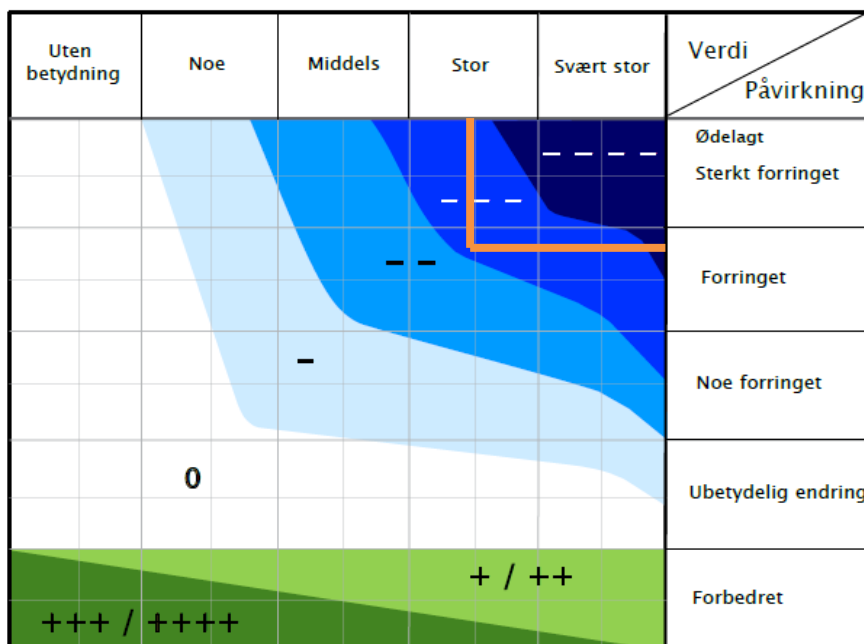 Uten
betydning
Noe
Middels
Stor
Svært stor
Verdi
Påvirkning
Ødelagt
Sterkt forringet
– – – –
– – –
– –
Forringet
–
Noe forringet
0
Ubetydelig endring
+ / ++
+++ / ++++
Forbedret